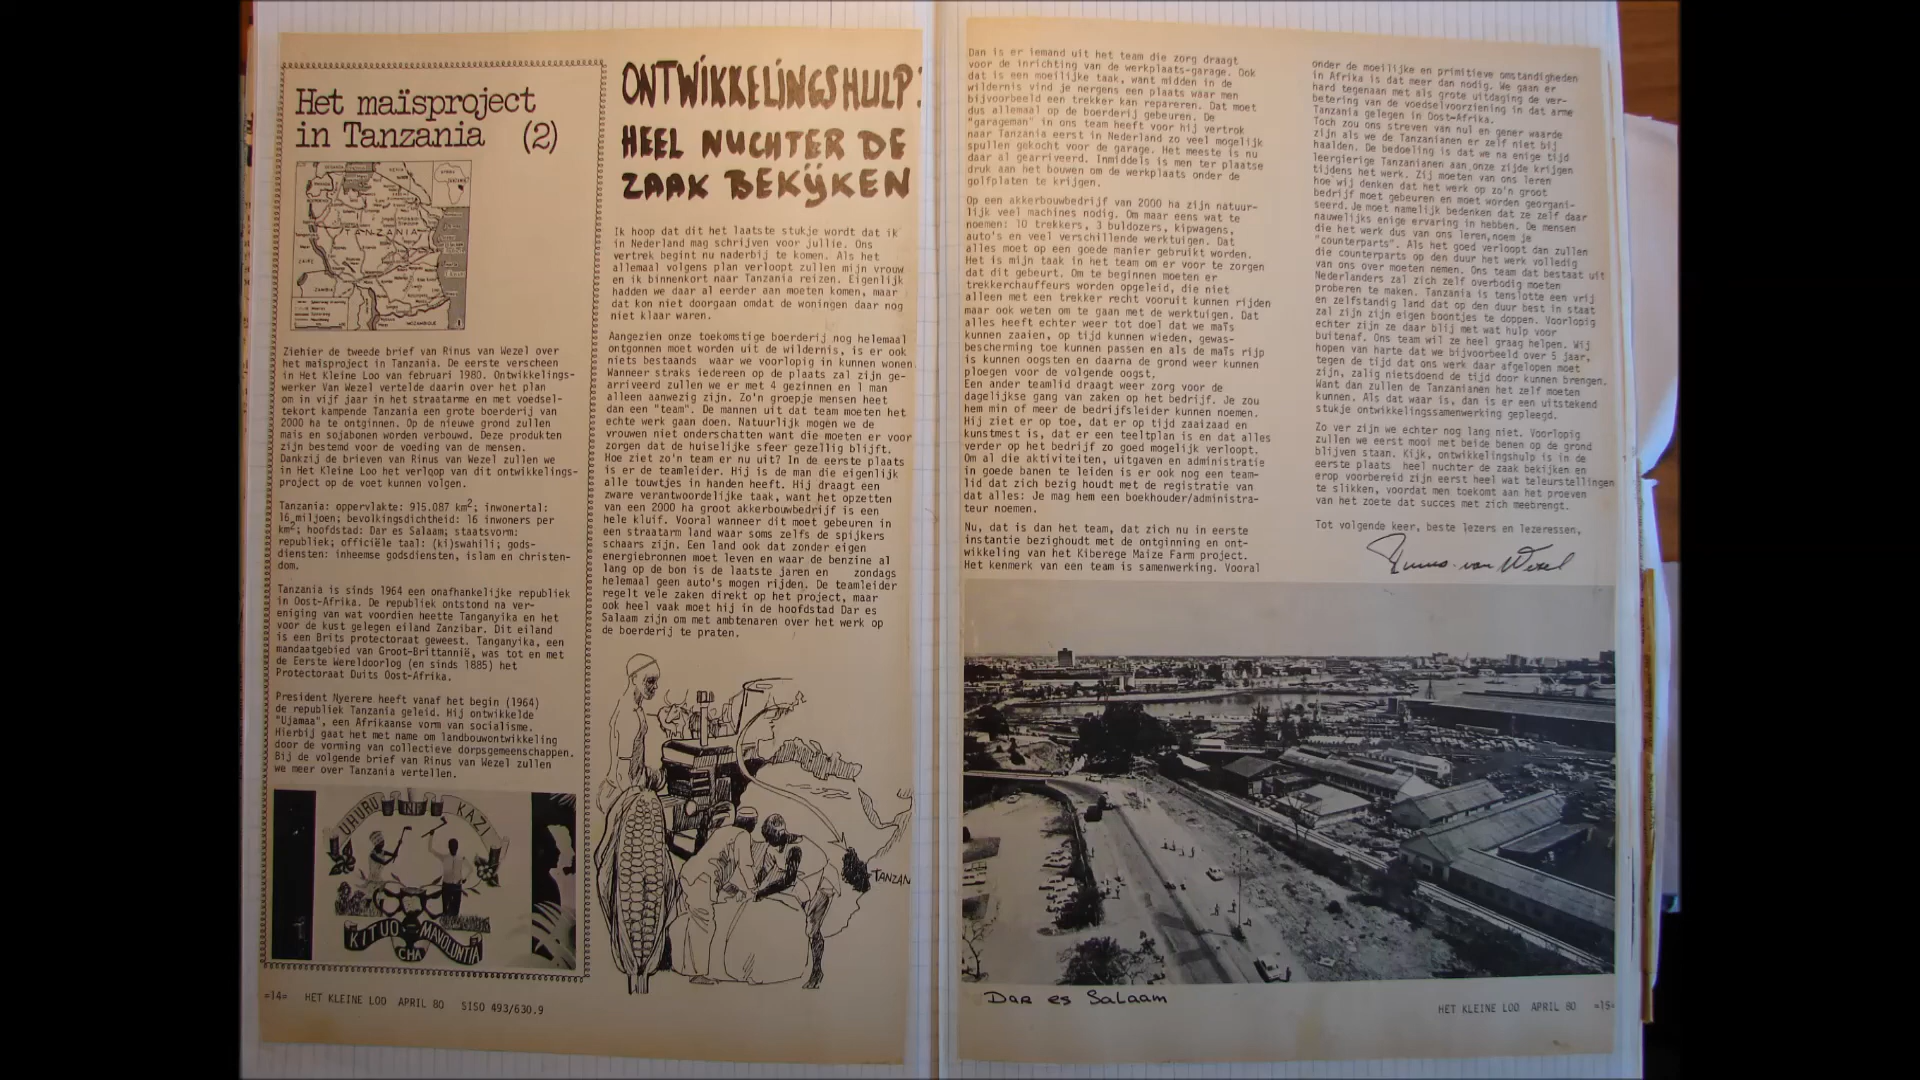 Het maïsproject
in Tanzania (2)
Ziehier de tweede brief van Rinus van Wezel over
het maïsproject in Tanzania. De eerste verscheen
in Het Kleine Loo van februari 1980. Ontwikkelings-
werker Van Wezel vertelde daarin over het plan
om in vijf jaar in het straatarme en met voedsel-
tekort kampende Tanzania een grote boerderij van
2000 ha te ontginnen. Op de nieuwe grond zullen
maïs en sojabonen worden verbouwd. Deze produkten
zijn bestemd voor de voeding van de mensen.
Dankzij de brieven van Rinus van Wezel zullen we
in Het Kleine Loo het verloop van dit ontwikkelings-
project op de voet kunnen volgen.
Tanzania: oppervlakte: 915.087 km2; inwonertal:
16 miljoen; bevolkingsdichtheid: 16 inwoners per
km2; hoofdstad: Dar es Salaam; staatsvorm:
republiek; officiële taal: (ki)swahili; gods-
diensten: inheemse godsdiensten, islam en christen-
dom.
Tanzania is sinds 1964 een onafhankelijke republiek
in Oost-Afrika. De republiek ontstond na ver-
eniging van wat voordien heette Tanganyika en het
voor de kust gelegen eiland Zanzibar. Dit eiland
is een Brits protectoraat geweest. Tanganyika, een
mandaatgebied van Groot-Brittannië, was tot en met
de Eerste Wereldoorlog (en sinds 1885) het
Protectoraat Duits Oost-Afrika.
President Nyerere heeft vanaf het begin (1964)
de republiek Tanzania geleid. Hij ontwikkelde
"Ujamaa", een Afrikaanse vorm van socialisme.
Hierbij gaat het met name om landbouwontwikkeling
door de vorming van collectieve dorpsgemeenschappen.
Bij de volgende brief van Rinus van Wezel zullen
we meer over Tanzania vertellen.
UHURU NI KAZI
KITUO CHA MAVOLUNTIA
=14= HET KLEINE LOO APRIL 80 SISO 493/630.9
ONTWIKKELINGSHULP:
HEEL NUCHTER DE
ZAAK BEKIJKEN
Ik hoop dat dit het laatste stukje wordt dat ik
in Nederland mag schrijven voor jullie. Ons
vertrek begint nu naderbij te komen. Als het
allemaal volgens plan verloopt zullen mijn vrouw
en ik binnenkort naar Tanzania reizen. Eigenlijk
hadden we daar al eerder aan moeten komen, maar
dat kon niet doorgaan omdat de woningen daar nog
niet klaar waren.
Aangezien onze toekomstige boerderij nog helemaal
ontgonnen moet worden uit de wildernis, is er ook
niets bestaands waar we voorlopig in kunnen wonen.
Wanneer straks iedereen op de plaats zal zijn ge-
arriveerd zullen we er met 4 gezinnen en 1 man
alleen aanwezig zijn. Zo'n groepje mensen heet
dan een "team". De mannen uit dat team moeten het
echte werk gaan doen. Natuurlijk mogen we de
vrouwen niet onderschatten want die moeten er voor
zorgen dat de huiselijke sfeer gezellig blijft.
Hoe ziet zo'n team er nu uit? In de eerste plaats
is er de teamleider. Hij is de man die eigenlijk
alle touwtjes in handen heeft. Hij draagt een
zware verantwoordelijke taak, want het opzetten
van een 2000 ha groot akkerbouwbedrijf is een
hele kluif. Vooral wanneer dit moet gebeuren in
een straatarm land waar soms zelfs de spijkers
schaars zijn. Een land ook dat zonder eigen
energiebronnen moet leven en waar de benzine al
lang op de bon is de laatste jaren en zondags
helemaal geen auto's mogen rijden. De teamleider
regelt vele zaken direkt op het project, maar
ook heel vaak moet hij in de hoofdstad Dar es
Salaam zijn om met ambtenaren over het werk op
de boerderij te praten.
TANZAN
Dan is er iemand uit het team die zorg draagt
voor de inrichting van de werkplaats-garage. Ook
dat is een moeilijke taak, want midden in de
wildernis vind je nergens een plaats waar men
bijvoorbeeld een trekker kan repareren. Dat moet
dus allemaal op de boerderij gebeuren. De
"garageman" in ons team heeft voor hij vertrok
naar Tanzania eerst in Nederland zo veel mogelijk
spullen gekocht voor de garage. Het meeste is nu
daar al gearriveerd. Inmiddels is men ter plaatse
druk aan het bouwen om de werkplaats onder de
golfplaten te krijgen.
Op een akkerbouwbedrijf van 2000 ha zijn natuur-
lijk veel machines nodig. Om maar eens wat te
noemen: 10 trekkers, 3 buldozers, kipwagens,
auto's en veel verschillende werktuigen. Dat
alles moet op een goede manier gebruikt worden.
Het is mijn taak in het team om er voor te zorgen
dat dit gebeurt. Om te beginnen moeten er
trekkerchauffeurs worden opgeleid, die niet
alleen met een trekker recht vooruit kunnen rijden
maar ook weten om te gaan met de werktuigen. Dat
alles heeft echter weer tot doel dat we maïs
kunnen zaaien, op tijd kunnen wieden, gewas-
bescherming toe kunnen passen en als de maïs rijp
is kunnen oogsten en daarna de grond weer kunnen
ploegen voor de volgende oogst.
Een ander teamlid draagt weer zorg voor de
dagelijkse gang van zaken op het bedrijf. Je zou
hem min of meer de bedrijfsleider kunnen noemen.
Hij ziet er op toe, dat er op tijd zaaizaad en
kunstmest is, dat er een teeltplan is en dat alles
verder op het bedrijf zo goed mogelijk verloopt.
Om al die aktiviteiten, uitgaven en administratie
in goede banen te leiden is er ook nog een team-
lid dat zich bezig houdt met de registratie van
dat alles: Je mag hem een boekhouder/administra-
teur noemen.
Nu, dat is dan het team, dat zich nu in eerste
instantie bezighoudt met de ontginning en ont-
wikkeling van het Kiberege Maize Farm project.
Het kenmerk van een team is samenwerking. Vooral
onder de moeilijke en primitieve omstandigheden
in Afrika is dat meer dan nodig. We gaan er
hard tegenaan met als grote uitdaging de ver-
betering van de voedselvoorziening in dat arme
Tanzania gelegen in Oost-Afrika.
Toch zou ons streven van nul en gener waarde
zijn als we de Tanzanianen er zelf niet bij
haalden. De bedoeling is dat we na enige tijd
leergierige Tanzanianen aan onze zijde krijgen
tijdens het werk. Zij moeten van ons leren
hoe wij denken dat het werk op zo'n groot
bedrijf moet gebeuren en moet worden georgani-
seerd. Je moet namelijk bedenken dat ze zelf daar
nauwelijks enige ervaring in hebben. De mensen
die het werk dus van ons leren, noem je
"counterparts". Als het goed verloopt dan zullen
die counterparts op den duur het werk volledig
van ons over moeten nemen. Ons team dat bestaat uit
Nederlanders zal zich zelf overbodig moeten
proberen te maken. Tanzania is tenslotte een vrij
en zelfstandig land dat op den duur best in staat
zal zijn zijn eigen boontjes te doppen. Voorlopig
echter zijn ze daar blij met wat hulp voor
buitenaf. Ons team wil ze heel graag helpen. Wij
hopen van harte dat we bijvoorbeeld over 5 jaar,
tegen de tijd dat ons werk daar afgelopen moet
zijn, zalig nietsdoend de tijd door kunnen brengen.
Want dan zullen de Tanzanianen het zelf moeten
kunnen. Als dat waar is, dan is er een uitstekend
stukje ontwikkelingssamenwerking gepleegd.
Zo ver zijn we echter nog lang niet. Voorlopig
zullen we eerst mooi met beide benen op de grond
blijven staan. Kijk, ontwikkelingshulp is in de
eerste plaats heel nuchter de zaak bekijken en
erop voorbereid zijn eerst heel wat teleurstellingen
te slikken, voordat men toekomt aan het proeven
van het zoete dat succes met zich meebrengt.
Tot volgende keer, beste lezers en lezeressen,
Rinus van Wezel
Dar es Salaam
HET KLEINE LOO APRIL 80 =15=